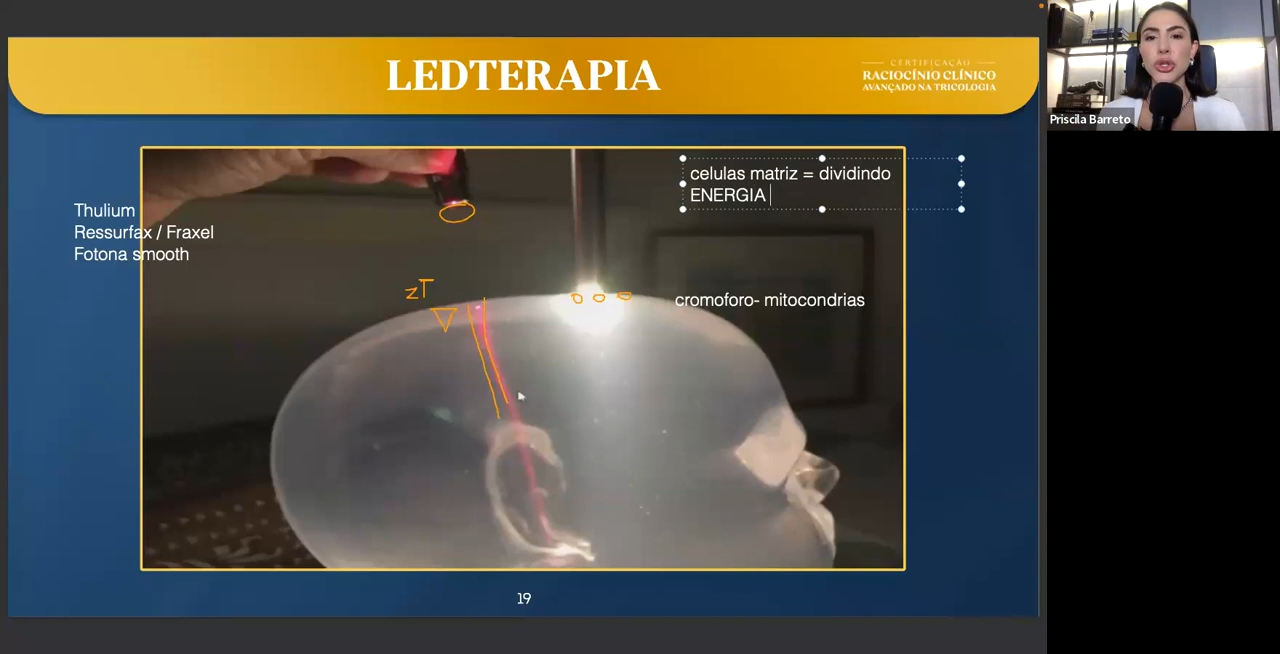 LEDTERAPIA
CERTIFICAÇÃO
RACIOCÍNIO CLÍNICO
AVANÇADO NA TRICOLOGIA
Priscila Barreto
celulas matriz = dividindo
ENERGIA
Thulium
Ressurfax / Fraxel
Fotona smooth
zT
cromoforo- mitocondrias
19